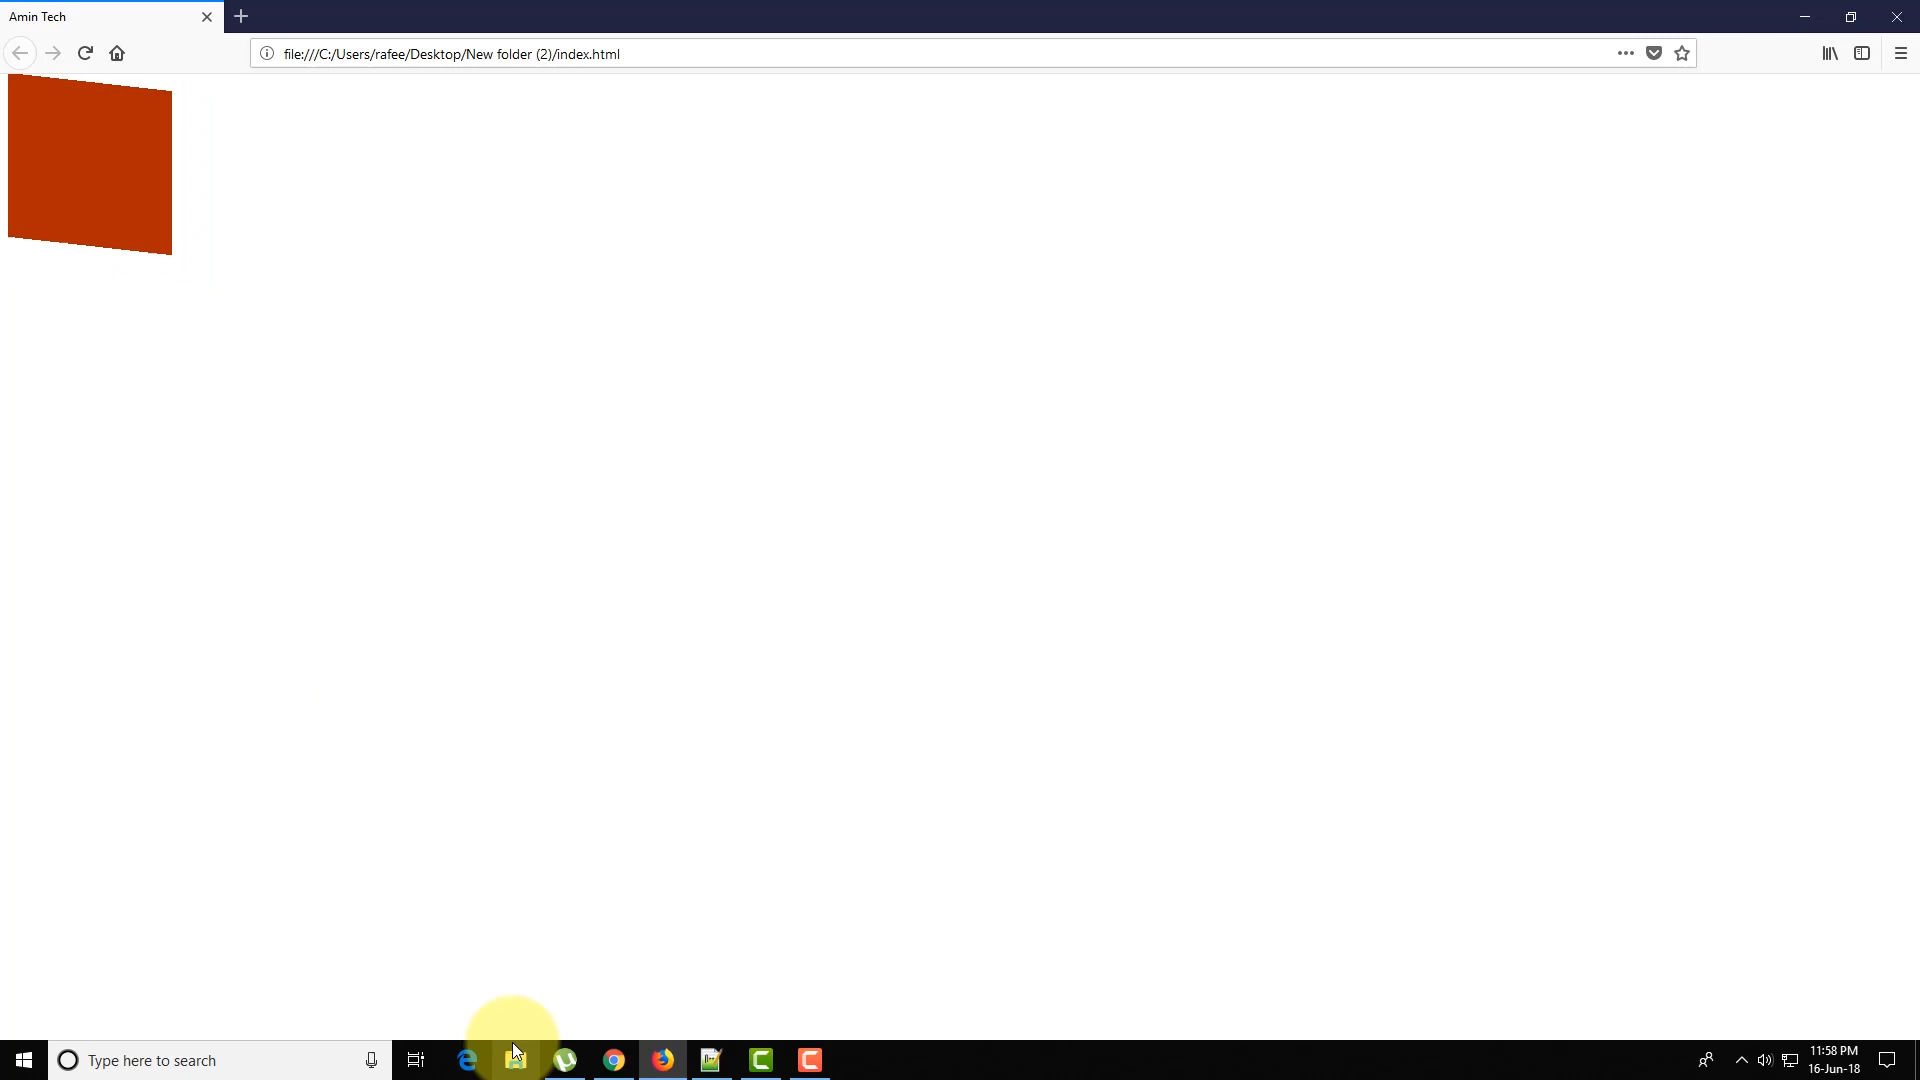 Amin Tech
file:///C:/Users/rafee/Desktop/New folder (2)/index.html
Type here to search
11:58 PM
16-Jun-18